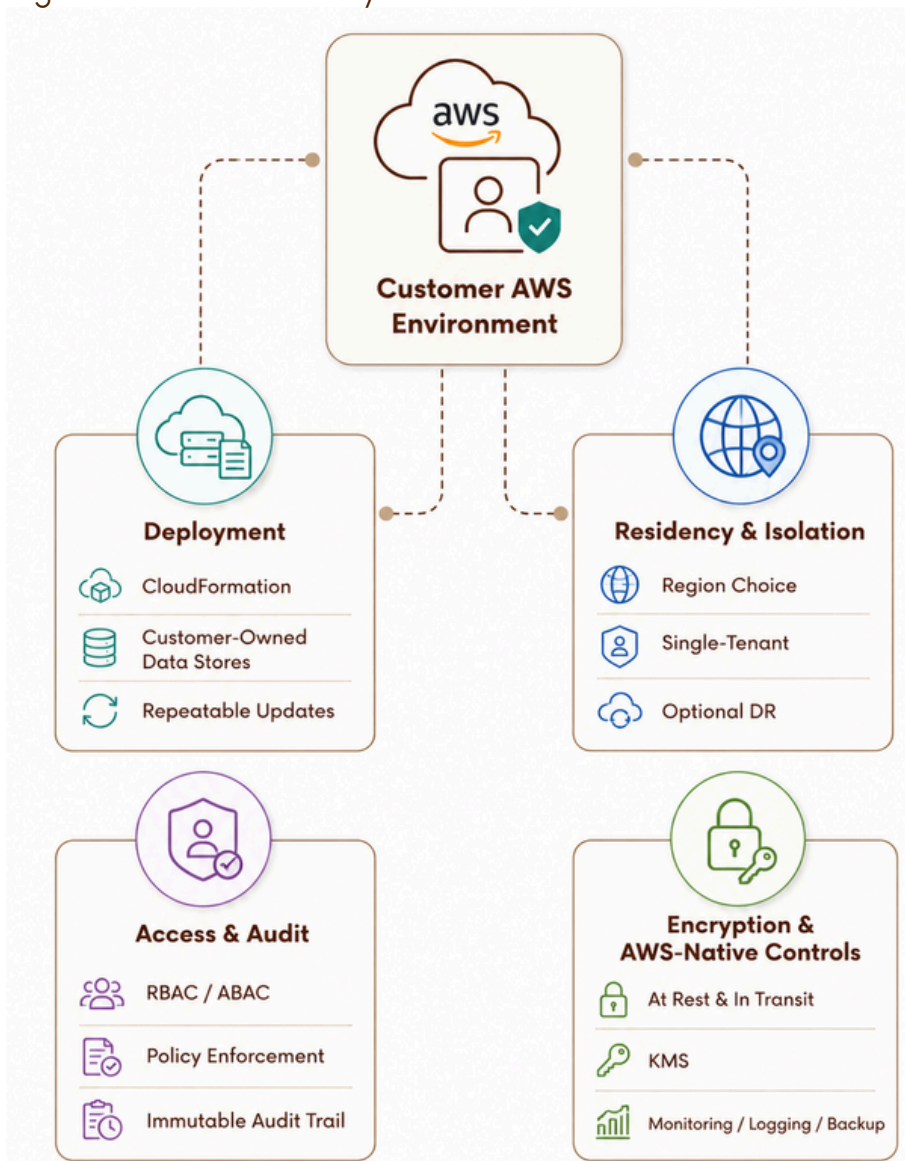 aws
Customer AWS
Environment
Deployment
CloudFormation
Customer-Owned
Data Stores
Repeatable Updates
Residency & Isolation
Region Choice
Single-Tenant
Optional DR
Access & Audit
RBAC / ABAC
Policy Enforcement
Immutable Audit Trail
Encryption &
AWS-Native Controls
At Rest & In Transit
KMS
Monitoring / Logging / Backup